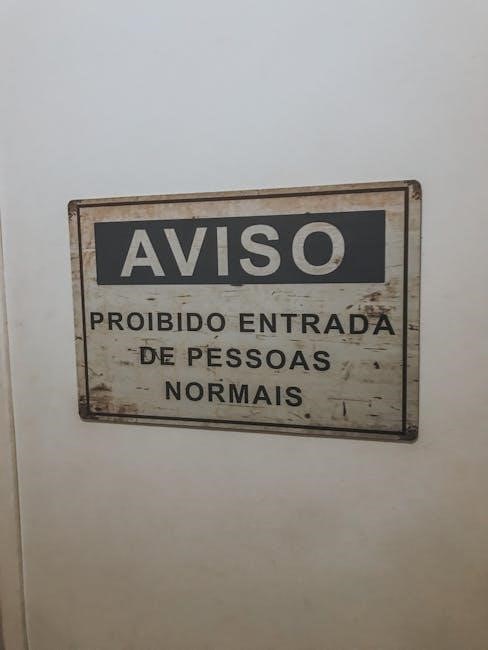 AVISO
PROIBIDO ENTRADA
DE PESSOAS
NORMAIS